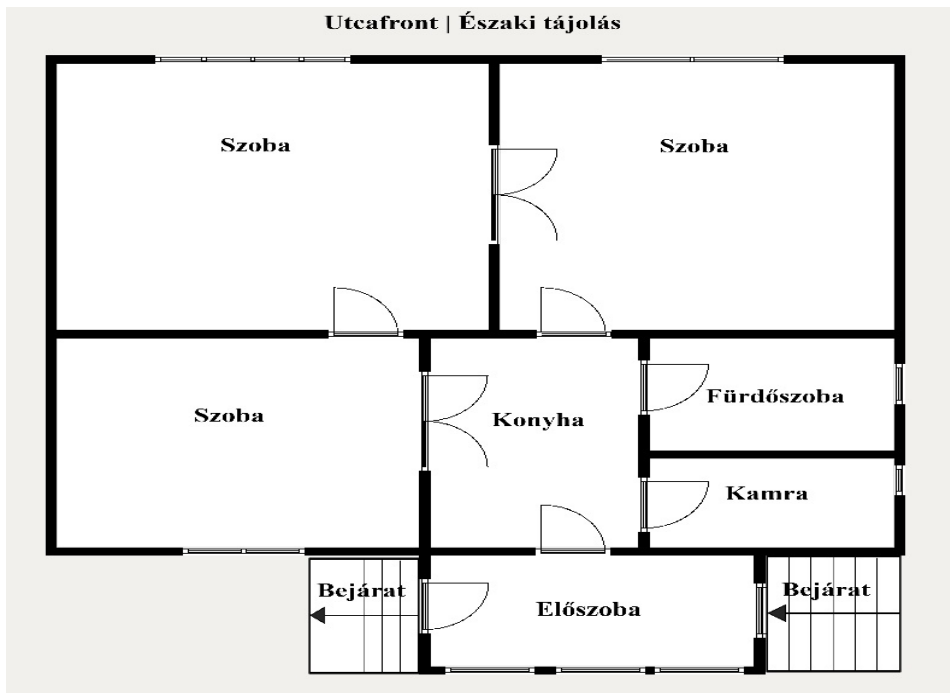 Utcafront | Északi tájolás
Szoba
Szoba
Szoba
Konyha
Fürdőszoba
Kamra
Bejárat
Előszoba
Bejárat